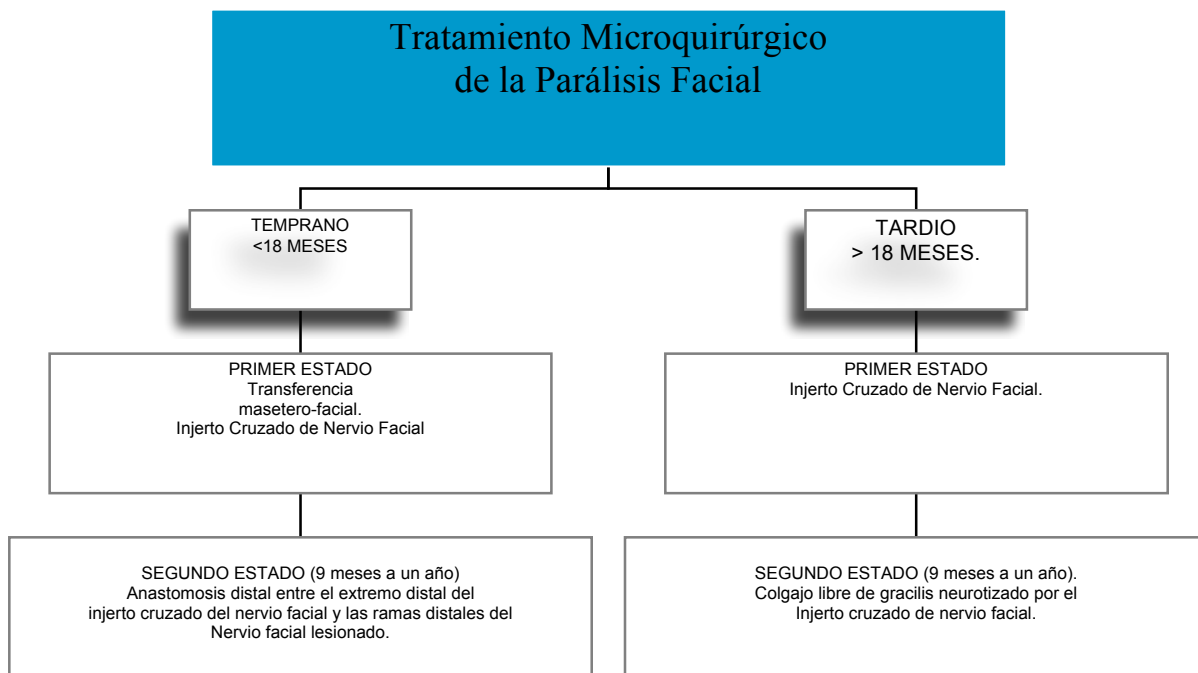 Tratamiento Microquirúrgico
de la Parálisis Facial
TEMPRANO
<18 MESES
TARDIO
> 18 MESES.
PRIMER ESTADO
Transferencia
masetero-facial.
Injerto Cruzado de Nervio Facial
PRIMER ESTADO
Injerto Cruzado de Nervio Facial.
SEGUNDO ESTADO (9 meses a un año)
Anastomosis distal entre el extremo distal del
injerto cruzado del nervio facial y las ramas distales del
Nervio facial lesionado.
SEGUNDO ESTADO (9 meses a un año).
Colgajo libre de gracilis neurotizado por el
Injerto cruzado de nervio facial.